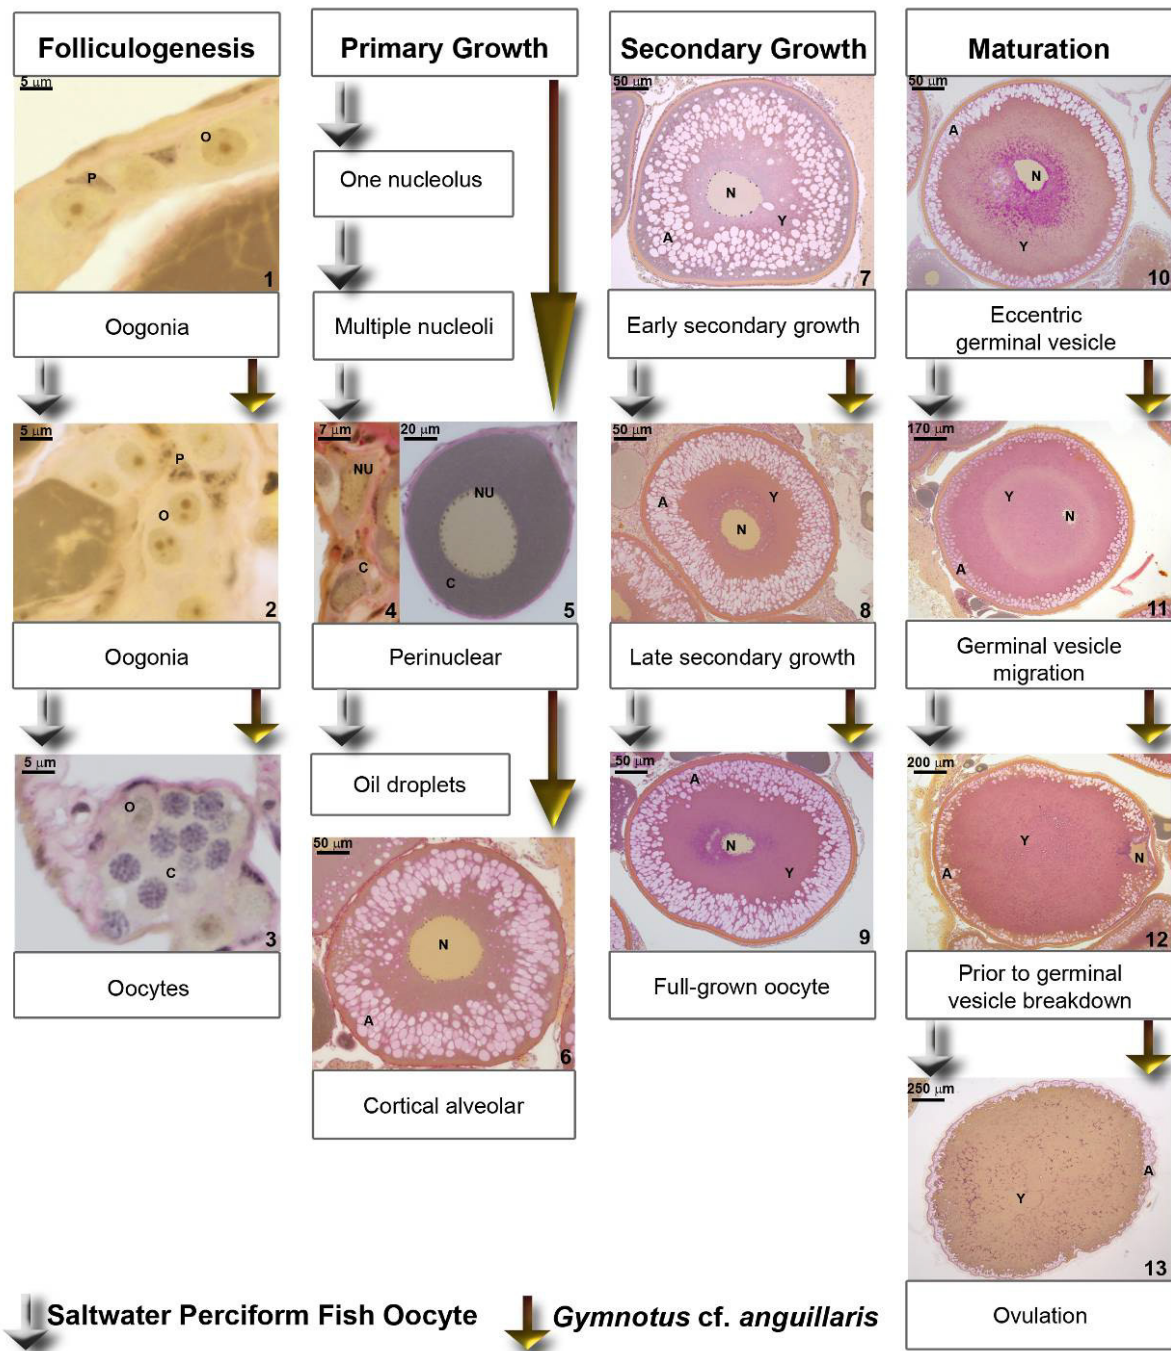 Folliculogenesis
5 µm
O
P
1
Oogonia
5 µm
P
O
2
Oogonia
5 µm
O
C
3
Oocytes
Primary Growth
One nucleolus
Multiple nucleoli
7 µm
NU
C
4
20 µm
NU
C
5
Perinuclear
Oil droplets
50 µm
N
A
6
Cortical alveolar
Secondary Growth
50 µm
N
Y
A
7
Early secondary growth
50 µm
Y
A
N
8
Late secondary growth
50 µm
A
N
Y
9
Full-grown oocyte
Maturation
50 µm
A
N
Y
10
Eccentric
germinal vesicle
170 µm
Y
N
A
11
Germinal vesicle
migration
200 µm
Y
N
A
12
Prior to germinal
vesicle breakdown
250 µm
A
Y
13
Ovulation
Saltwater Perciform Fish Oocyte
Gymnotus cf. anguillaris